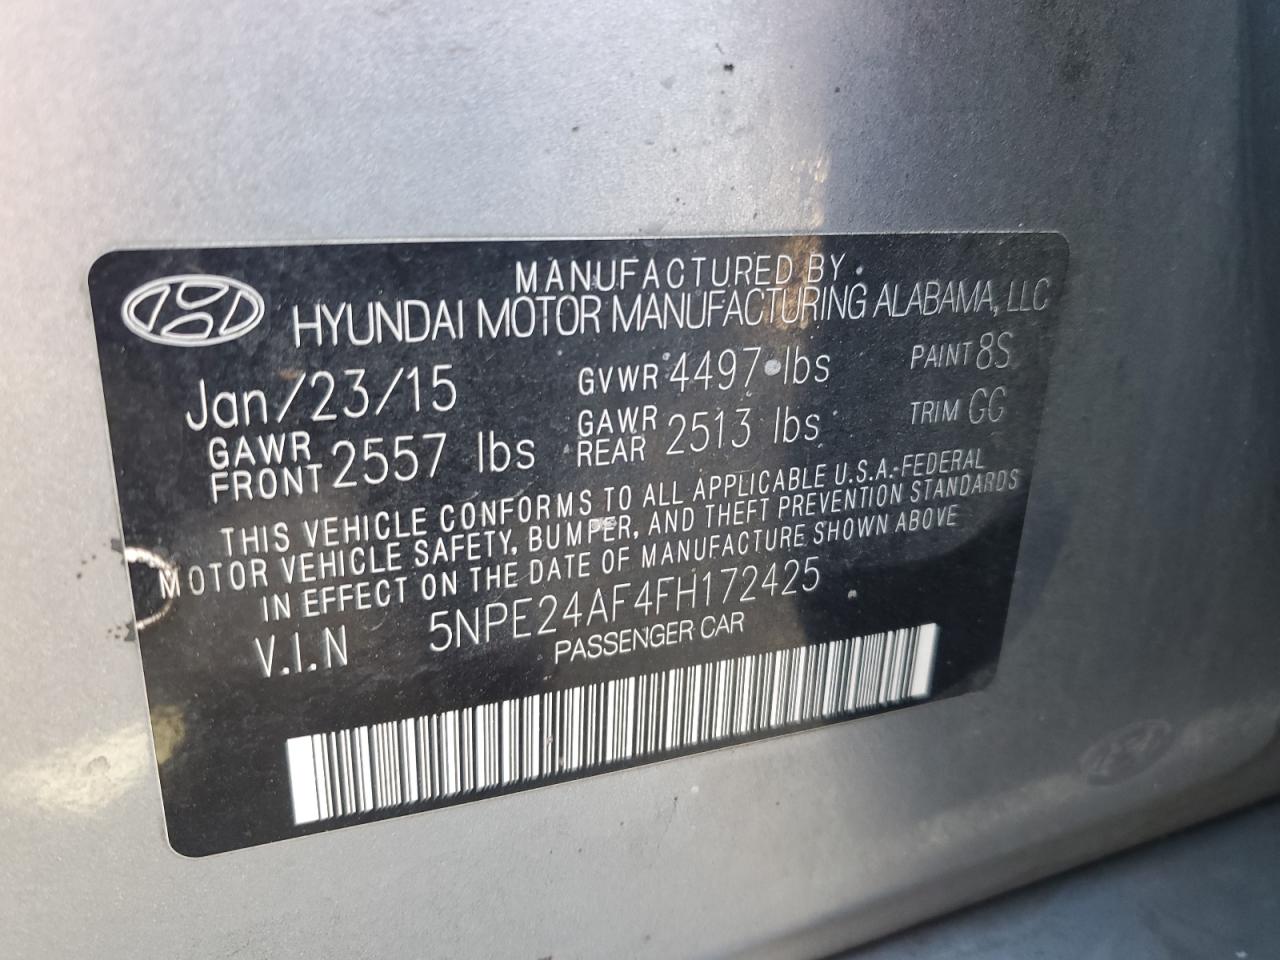 MANUFACTURED BY
HYUNDAI MOTOR MANUFACTURING ALABAMA, LLC
Jan/23/15 GVWR 4497 lbs PAINT 8S
GAWR FRONT 2557 lbs GAWR REAR 2513 lbs TRIM GG
THIS VEHICLE CONFORMS TO ALL APPLICABLE U.S.A.-FEDERAL
MOTOR VEHICLE SAFETY, BUMPER, AND THEFT PREVENTION STANDARDS
IN EFFECT ON THE DATE OF MANUFACTURE SHOWN ABOVE
V.I.N 5NPE24AF4FH172425
PASSENGER CAR